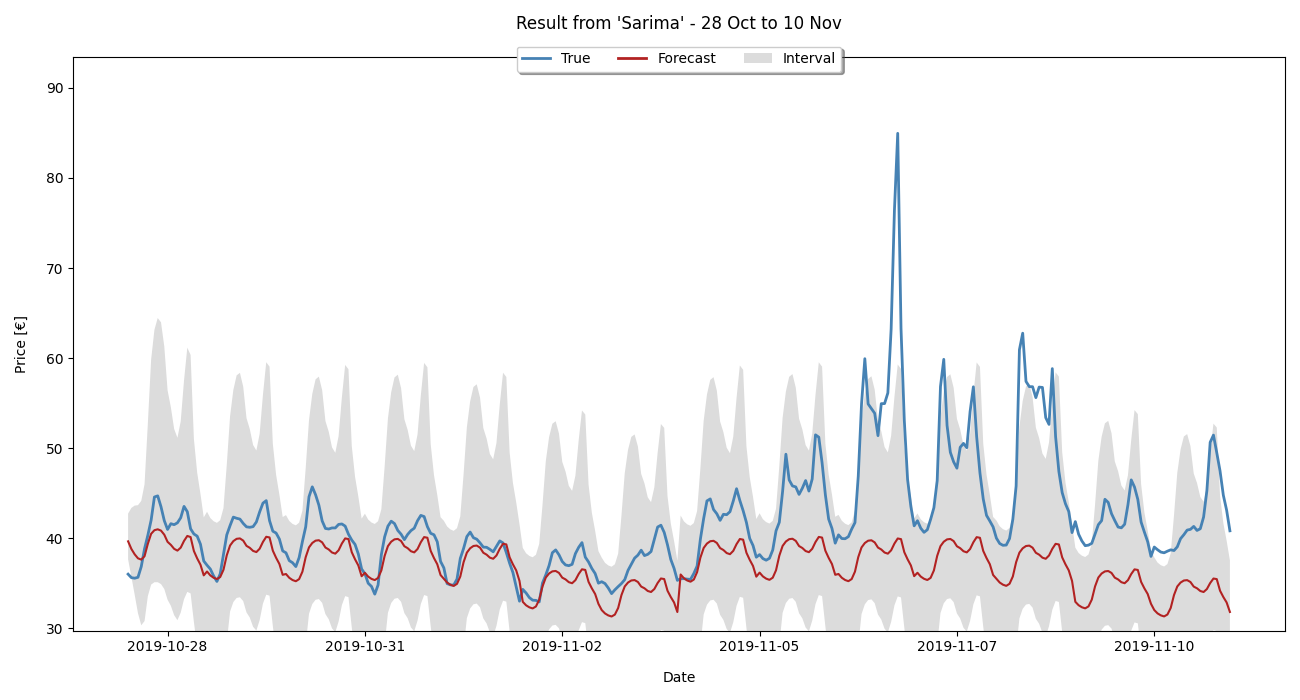 Result from 'Sarima' - 28 Oct to 10 Nov
True Forecast Interval
90
80
70
60
50
40
30
Price [€]
2019-10-28 2019-10-31 2019-11-02 2019-11-05 2019-11-07 2019-11-10
Date